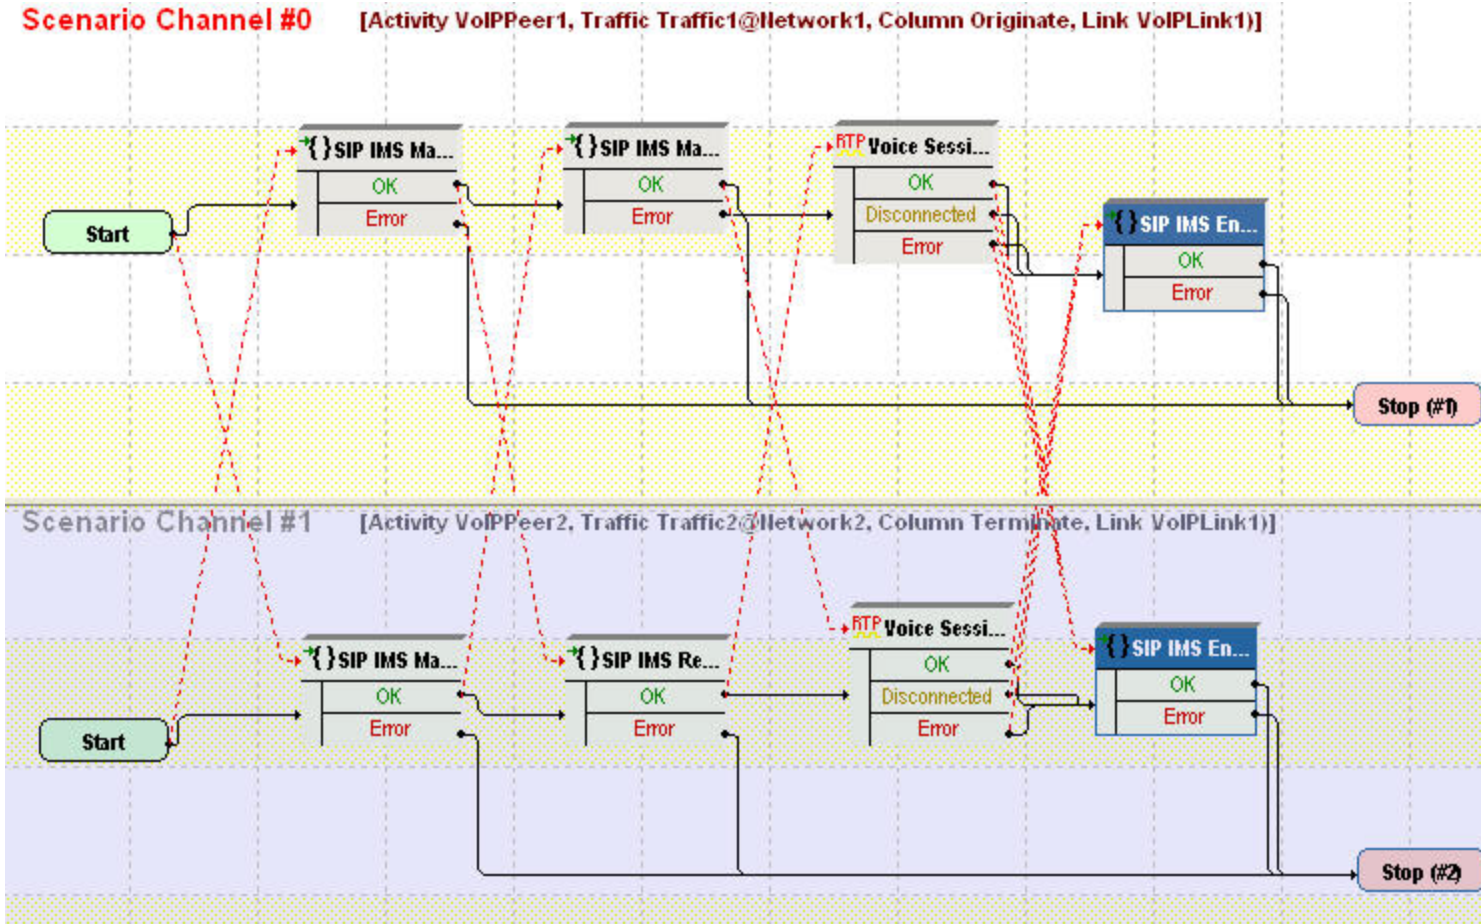 Scenario Channel #0 [Activity VoIPPeer1, Traffic Traffic1@Network1, Column Originate, Link VoIPLink1)]
Start
{}SIP IMS Ma...
OK
Error
{}SIP IMS Ma...
OK
Error
RTP Voice Sessi...
OK
Disconnected
Error
{}SIP IMS En...
OK
Error
Stop (#1)
Scenario Channel #1 [Activity VoIPPeer2, Traffic Traffic2@Network2, Column Terminate, Link VoIPLink1)]
Start
{}SIP IMS Ma...
OK
Error
{}SIP IMS Re...
OK
Error
RTP Voice Sessi...
OK
Disconnected
Error
{}SIP IMS En...
OK
Error
Stop (#2)